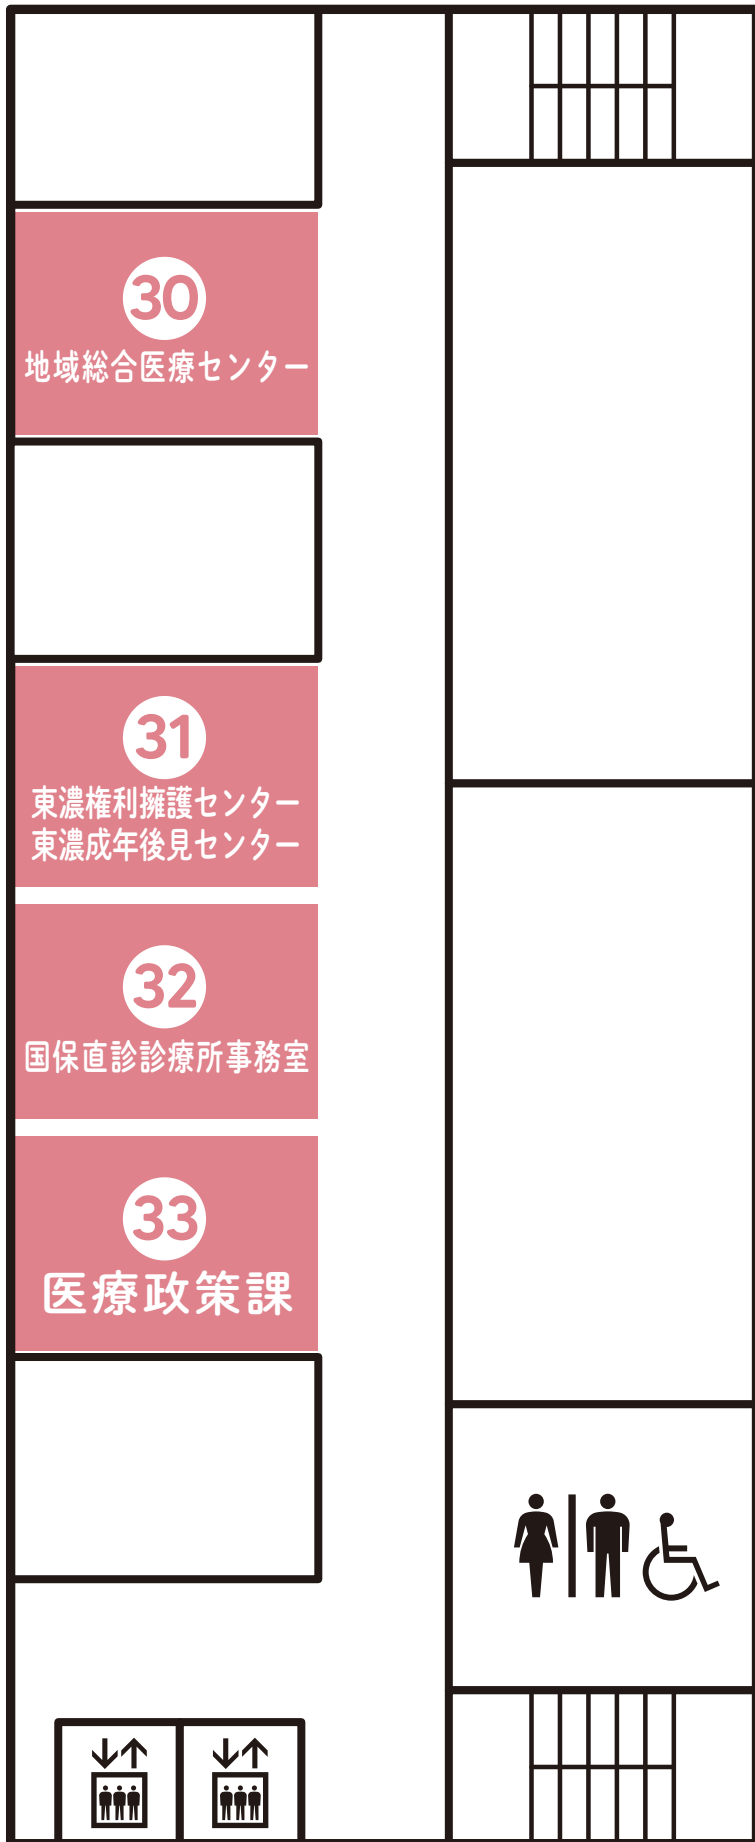 30
地域総合医療センター
31
東濃権利擁護センター
東濃成年後見センター
32
国保直診診療所事務室
33
医療政策課